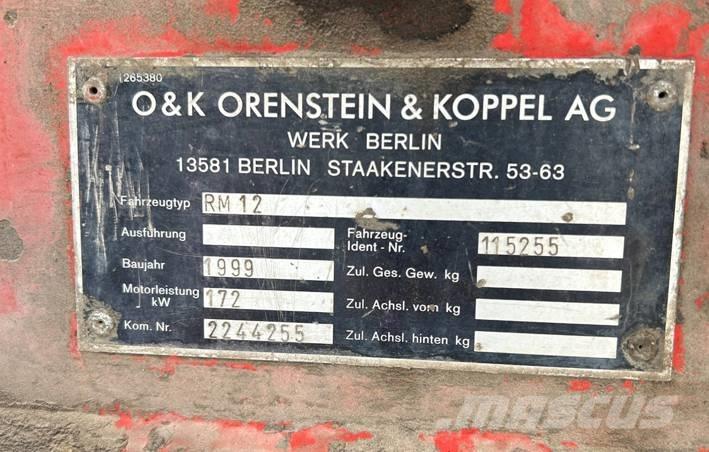 1265380
O&K ORENSTEIN & KOPPEL AG
WERK BERLIN
13581 BERLIN STAAKENERSTR. 53-63
Fahrzeugtyp RM 12
Ausführung
Fahrzeug-
Ident - Nr. 115255
Baujahr 1999
Zul. Ges. Gew. kg
Motorleistung
kW 172
Zul. Achsl. vorn kg
Kom. Nr. 2244255
Zul. Achsl. hinten kg
MASCUS